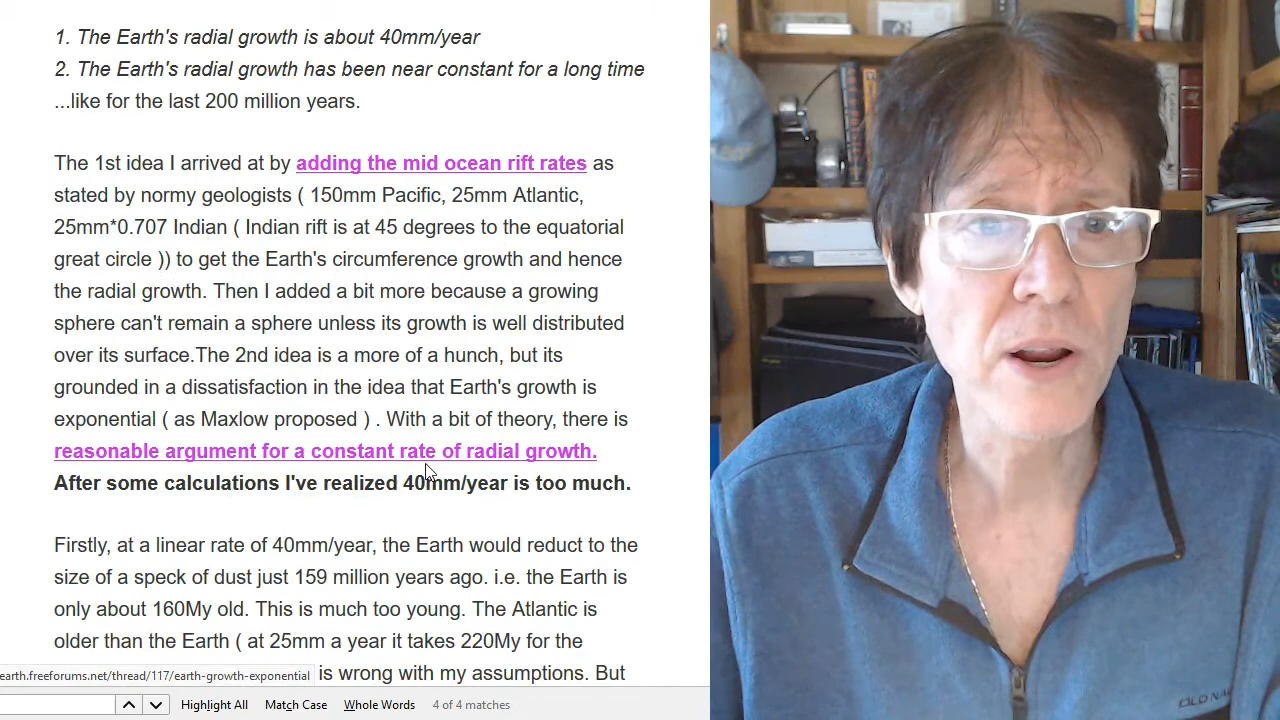 1. The Earth's radial growth is about 40mm/year
2. The Earth's radial growth has been near constant for a long time
...like for the last 200 million years.
The 1st idea I arrived at by adding the mid ocean rift rates as
stated by normy geologists ( 150mm Pacific, 25mm Atlantic,
25mm*0.707 Indian ( Indian rift is at 45 degrees to the equatorial
great circle )) to get the Earth's circumference growth and hence
the radial growth. Then I added a bit more because a growing
sphere can't remain a sphere unless its growth is well distributed
over its surface.The 2nd idea is a more of a hunch, but its
grounded in a dissatisfaction in the idea that Earth's growth is
exponential ( as Maxlow proposed ) . With a bit of theory, there is
reasonable argument for a constant rate of radial growth.
After some calculations I've realized 40mm/year is too much.
Firstly, at a linear rate of 40mm/year, the Earth would reduct to the
size of a speck of dust just 159 million years ago. i.e. the Earth is
only about 160My old. This is much too young. The Atlantic is
older than the Earth ( at 25mm a year it takes 220My for the
is wrong with my assumptions. But
earth.freeforums.net/thread/117/earth-growth-exponential
Highlight All Match Case Whole Words 4 of 4 matches
OLD NA